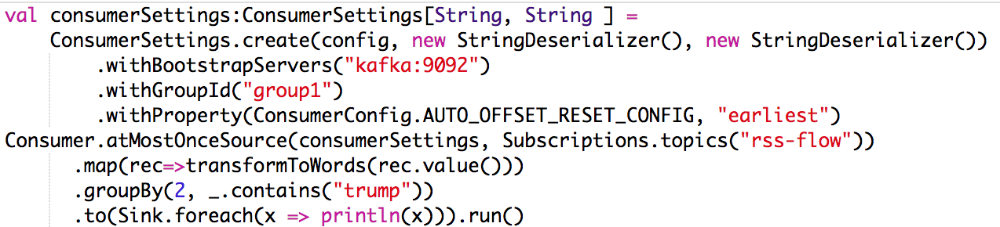 val consumerSettings:ConsumerSettings[String, String ] =
    ConsumerSettings.create(config, new StringDeserializer(), new StringDeserializer())
        .withBootstrapServers("kafka:9092")
        .withGroupId("group1")
        .withProperty(ConsumerConfig.AUTO_OFFSET_RESET_CONFIG, "earliest")
Consumer.atMostOnceSource(consumerSettings, Subscriptions.topics("rss-flow"))
      .map(rec=>transformToWords(rec.value()))
      .groupBy(2, _.contains("trump"))
      .to(Sink.foreach(x => println(x))).run()